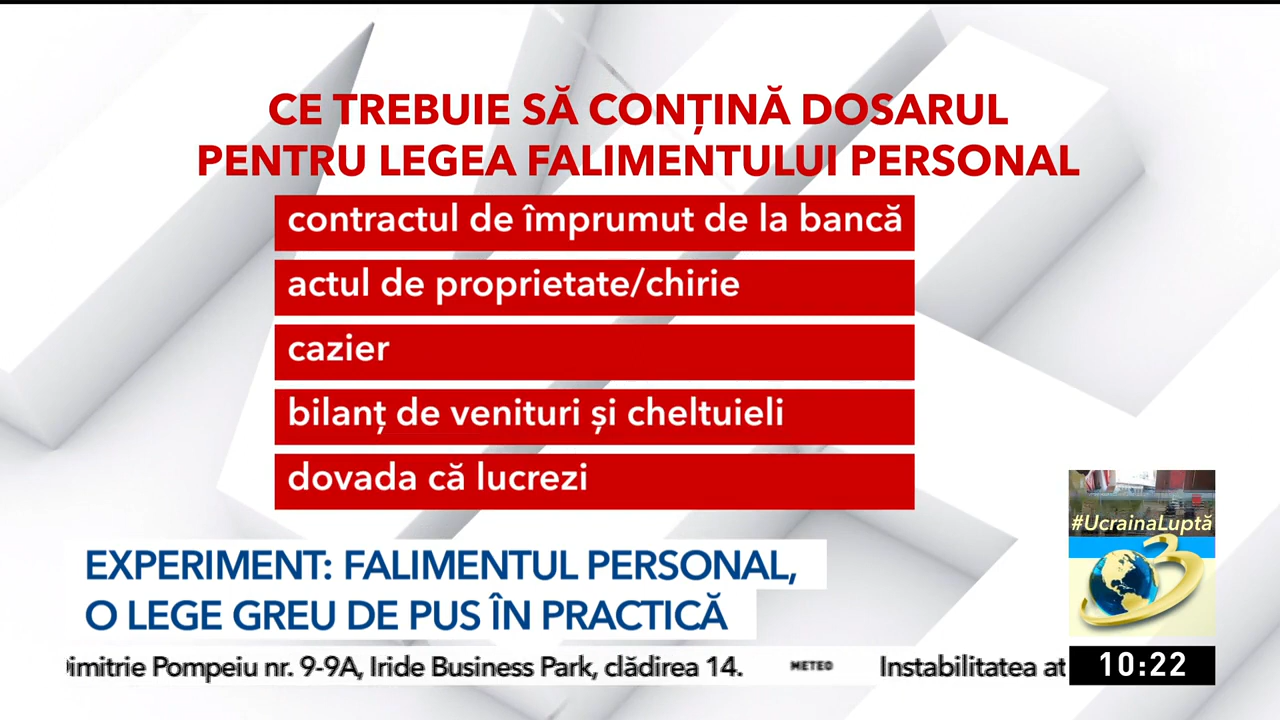 CE TREBUIE SĂ CONȚINĂ DOSARUL
PENTRU LEGEA FALIMENTULUI PERSONAL
contractul de împrumut de la bancă
actul de proprietate/chirie
cazier
bilanț de venituri și cheltuieli
dovada că lucrezi
#UcrainaLuptă
3
EXPERIMENT: FALIMENTUL PERSONAL,
O LEGE GREU DE PUS ÎN PRACTICĂ
Dimitrie Pompeiu nr. 9-9A, Iride Business Park, clădirea 14. METEO Instabilitatea at
10:22